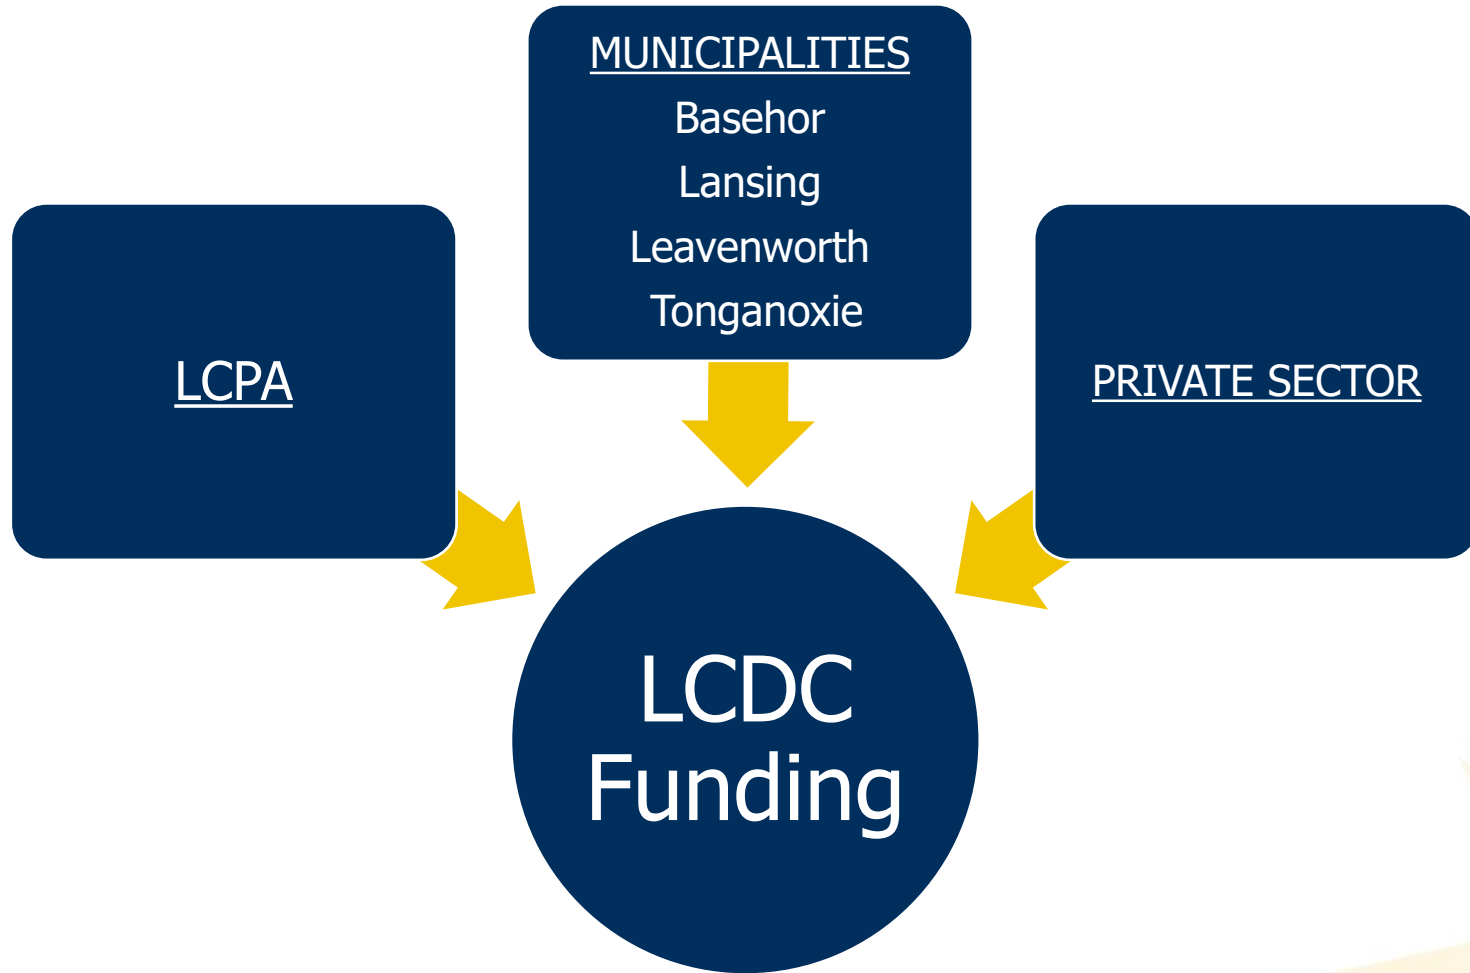 MUNICIPALITIES
Basehor
Lansing
Leavenworth
Tonganoxie
LCPA
PRIVATE SECTOR
LCDC
Funding